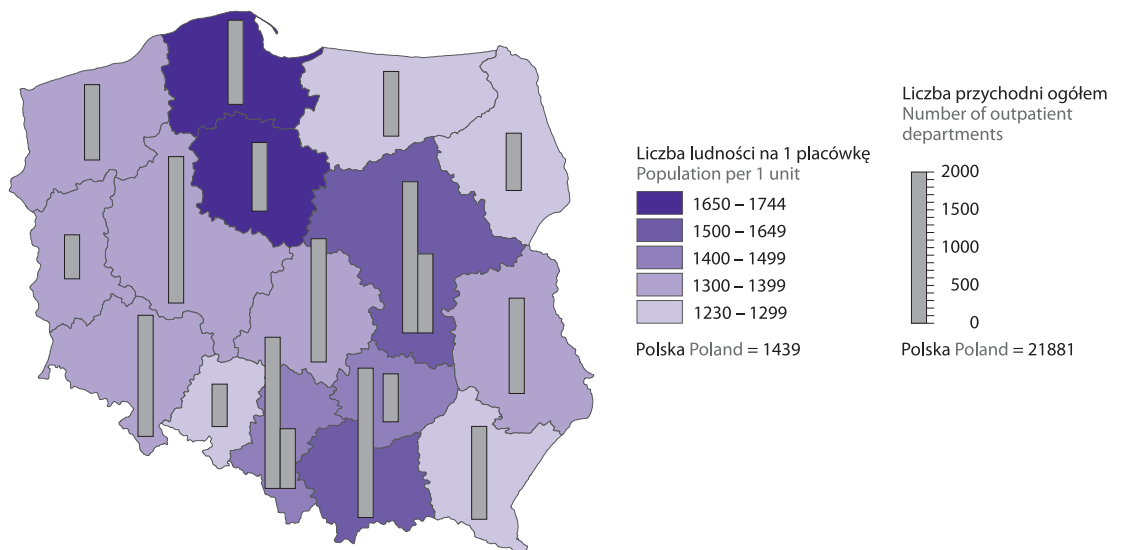 Liczba ludności na 1 placówkę
Population per 1 unit
1650 – 1744
1500 – 1649
1400 – 1499
1300 – 1399
1230 – 1299
Polska Poland = 1439
Liczba przychodni ogółem
Number of outpatient
departments
2000
1500
1000
500
0
Polska Poland = 21881